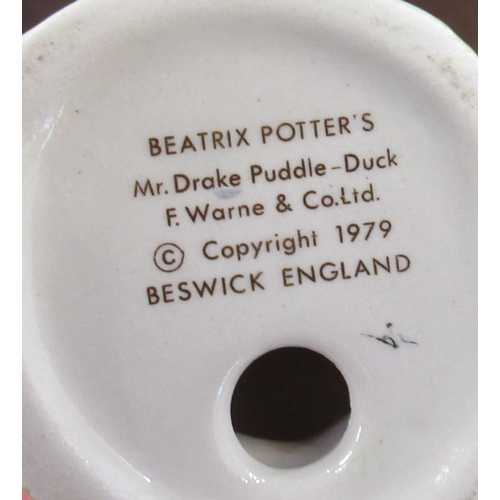 BEATRIX POTTER'S
Mr. Drake Puddle-Duck
F. Warne & Co.Ltd.
© Copyright 1979
BESWICK ENGLAND